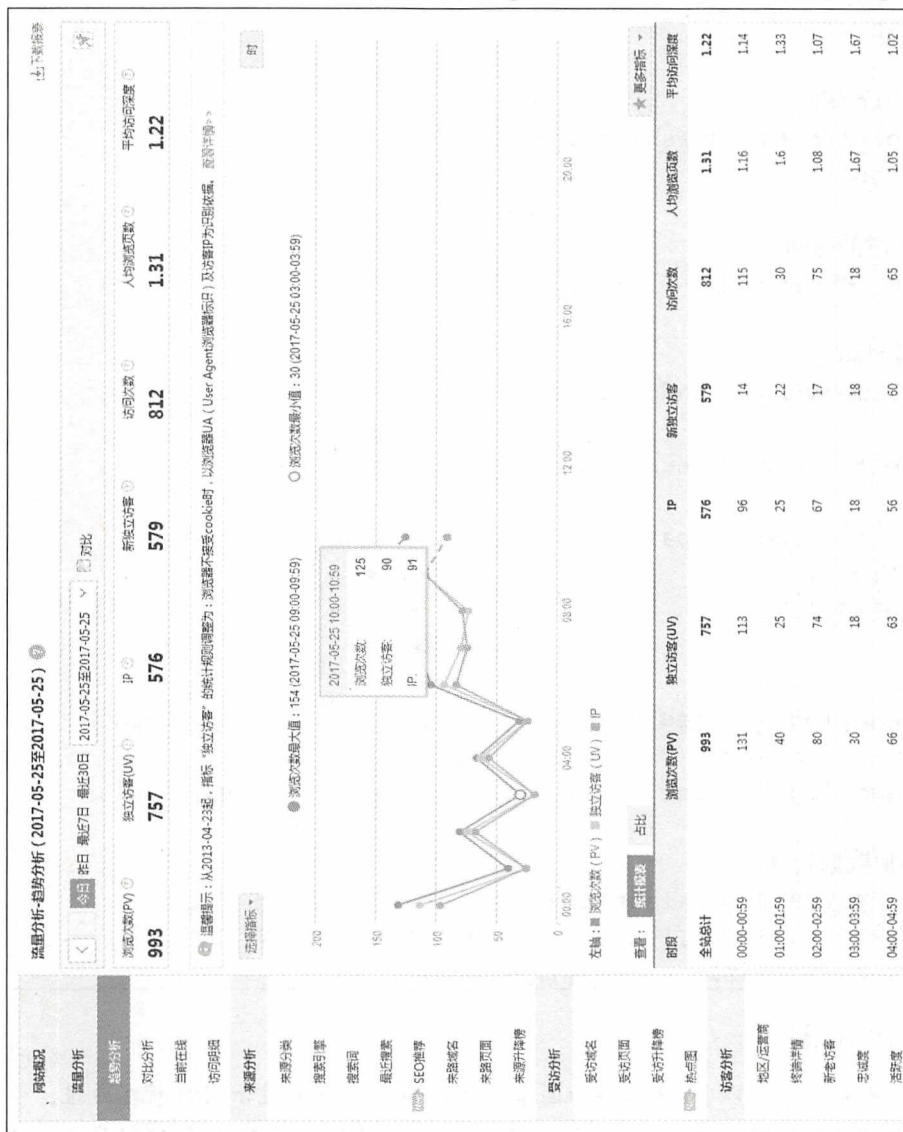 网站概况
流量分析
趋势分析
对比分析
当前在线
访问明细
来源分析
来源分类
搜索引擎
搜索词
最近搜索
SEO推荐
来路域名
来路页面
来源升降榜
受访分析
受访域名
受访页面
受访升降榜
热点图
访客分析
地区/运营商
终端详情
新老访客
忠诚度
活跃度
流量分析-趋势分析 ( 2017-05-25至2017-05-25 )
下载报表
今日 昨日 最近7日 最近30日 2017-05-25至2017-05-25 对比
浏览次数(PV) 独立访客(UV) IP 新独立访客 访问次数 人均浏览页数 平均访问深度
993 757 576 579 812 1.31 1.22
温馨提示：从2013-04-23起，指标“独立访客”的统计规则调整为：浏览器不接受cookie时，以浏览器UA ( User Agent浏览器标识 ) 及访客IP为识别依据。 查看详情>>
选择指标 时
浏览次数最大值：154 (2017-05-25 09:00-09:59) 浏览次数最小值：30 (2017-05-25 03:00-03:59)
200
150
100
50
0
2017-05-25 10:00-10:59
浏览次数: 125
独立访客: 90
IP: 91
00:00 04:00 08:00 12:00 16:00 20:00
左轴： 浏览次数 ( PV ) 独立访客 ( UV ) IP
查看： 统计报表 占比 更多指标
时段 浏览次数(PV) 独立访客(UV) IP 新独立访客 访问次数 人均浏览页数 平均访问深度
全站总计 993 757 576 579 812 1.31 1.22
00:00-00:59 131 113 96 14 115 1.16 1.14
01:00-01:59 40 25 25 22 30 1.6 1.33
02:00-02:59 80 74 67 17 75 1.08 1.07
03:00-03:59 30 18 18 18 18 1.67 1.67
04:00-04:59 66 63 56 60 65 1.05 1.02